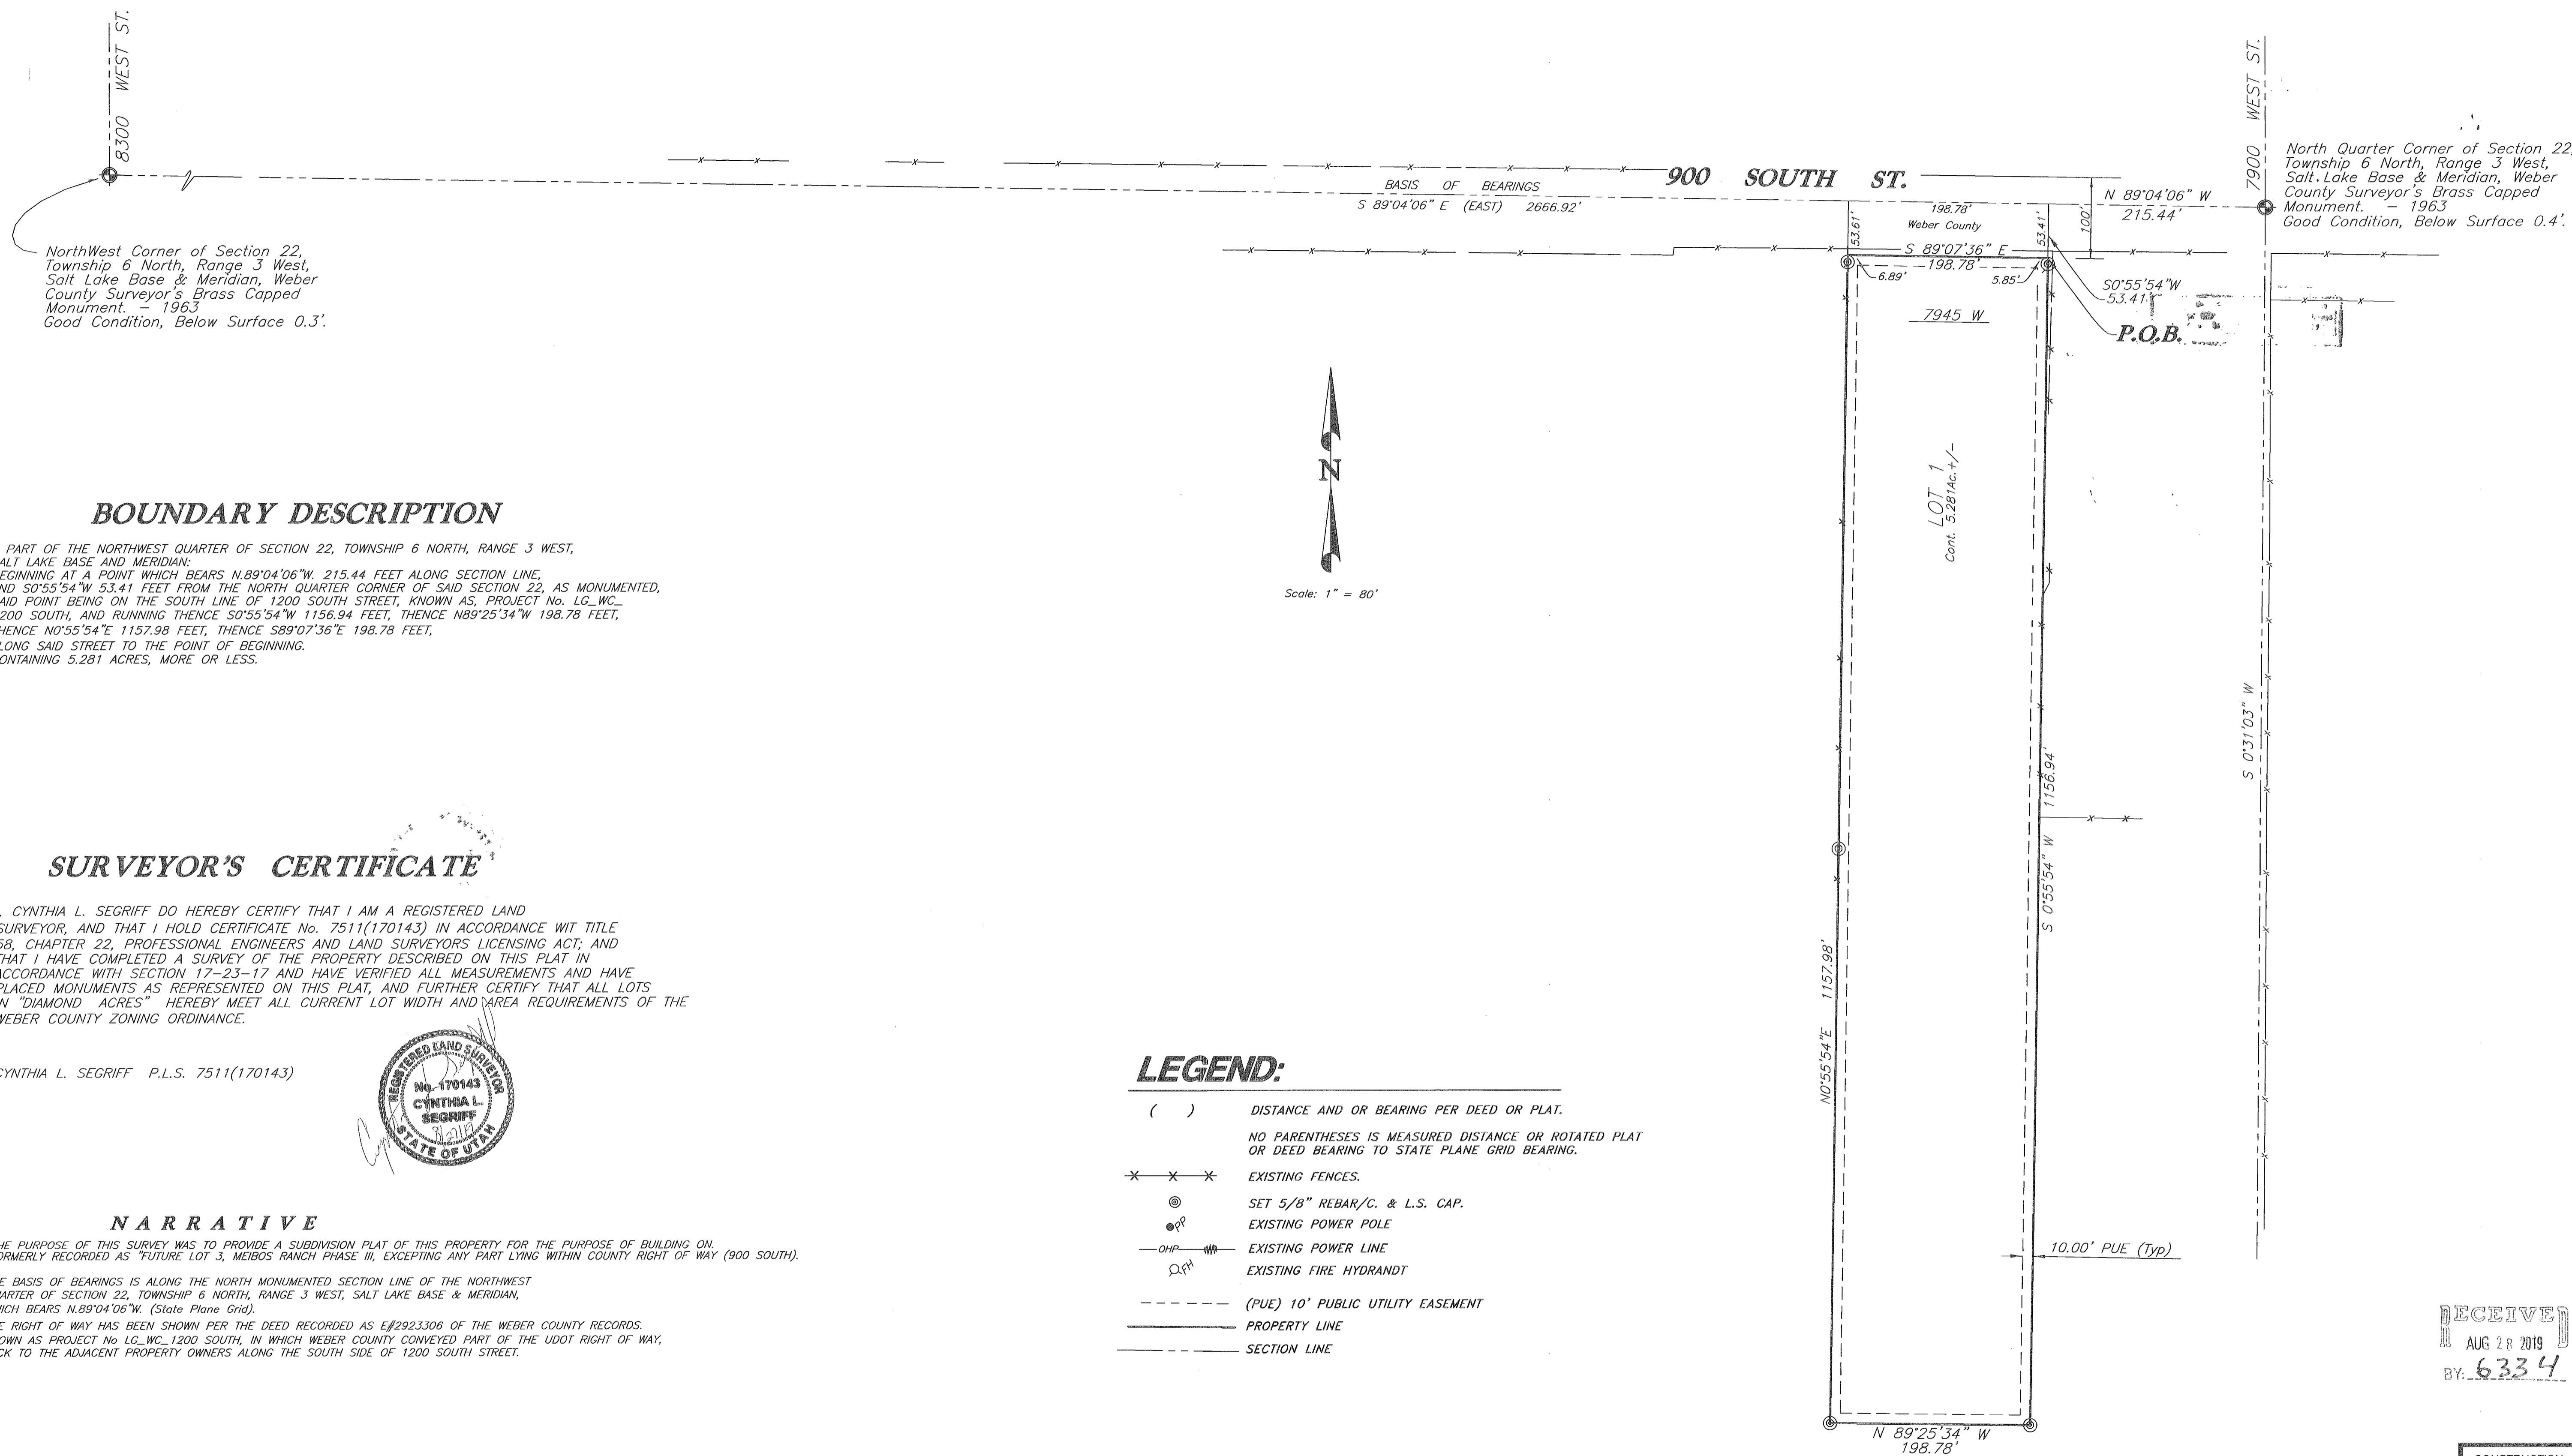 8300 WEST ST.
7900 WEST ST.
900 SOUTH ST.
BASIS OF BEARINGS
S 89°04'06" E (EAST) 2666.92'
198.78'
Weber County
53.61'
53.41'
100'
N 89°04'06" W
215.44'
North Quarter Corner of Section 22,
Township 6 North, Range 3 West,
Salt Lake Base & Meridian, Weber
County Surveyor's Brass Capped
Monument. - 1963
Good Condition, Below Surface 0.4'.
NorthWest Corner of Section 22,
Township 6 North, Range 3 West,
Salt Lake Base & Meridian, Weber
County Surveyor's Brass Capped
Monument. - 1963
Good Condition, Below Surface 0.3'.
S 89°07'36" E
198.78'
6.89'
5.85'
S0°55'54"W
53.41'
P.O.B.
7945 W
N
Scale: 1" = 80'
LOT 1
Cont. 5.281Ac.+/-
BOUNDARY DESCRIPTION
PART OF THE NORTHWEST QUARTER OF SECTION 22, TOWNSHIP 6 NORTH, RANGE 3 WEST,
ALT LAKE BASE AND MERIDIAN:
EGINNING AT A POINT WHICH BEARS N.89°04'06"W. 215.44 FEET ALONG SECTION LINE,
ND S0°55'54"W 53.41 FEET FROM THE NORTH QUARTER CORNER OF SAID SECTION 22, AS MONUMENTED,
AID POINT BEING ON THE SOUTH LINE OF 1200 SOUTH STREET, KNOWN AS, PROJECT No. LG_WC_
200 SOUTH, AND RUNNING THENCE S0°55'54"W 1156.94 FEET, THENCE N89°25'34"W 198.78 FEET,
HENCE N0°55'54"E 1157.98 FEET, THENCE S89°07'36"E 198.78 FEET,
LONG SAID STREET TO THE POINT OF BEGINNING.
ONTAINING 5.281 ACRES, MORE OR LESS.
S 0°31'03" W
S 0°55'54" W 1156.94'
N0°55'54"E 1157.98'
SURVEYOR'S CERTIFICATE
, CYNTHIA L. SEGRIFF DO HEREBY CERTIFY THAT I AM A REGISTERED LAND
SURVEYOR, AND THAT I HOLD CERTIFICATE No. 7511(170143) IN ACCORDANCE WIT TITLE
58, CHAPTER 22, PROFESSIONAL ENGINEERS AND LAND SURVEYORS LICENSING ACT; AND
THAT I HAVE COMPLETED A SURVEY OF THE PROPERTY DESCRIBED ON THIS PLAT IN
ACCORDANCE WITH SECTION 17-23-17 AND HAVE VERIFIED ALL MEASUREMENTS AND HAVE
PLACED MONUMENTS AS REPRESENTED ON THIS PLAT, AND FURTHER CERTIFY THAT ALL LOTS
N "DIAMOND ACRES" HEREBY MEET ALL CURRENT LOT WIDTH AND AREA REQUIREMENTS OF THE
WEBER COUNTY ZONING ORDINANCE.
CYNTHIA L. SEGRIFF P.L.S. 7511(170143)
REGISTERED LAND SURVEYOR
No. 170143
CYNTHIA L.
SEGRIFF
STATE OF UTAH
NARRATIVE
HE PURPOSE OF THIS SURVEY WAS TO PROVIDE A SUBDIVISION PLAT OF THIS PROPERTY FOR THE PURPOSE OF BUILDING ON.
ORMERLY RECORDED AS "FUTURE LOT 3, MEIBOS RANCH PHASE III, EXCEPTING ANY PART LYING WITHIN COUNTY RIGHT OF WAY (900 SOUTH).
E BASIS OF BEARINGS IS ALONG THE NORTH MONUMENTED SECTION LINE OF THE NORTHWEST
ARTER OF SECTION 22, TOWNSHIP 6 NORTH, RANGE 3 WEST, SALT LAKE BASE & MERIDIAN,
ICH BEARS N.89°04'06"W. (State Plane Grid).
E RIGHT OF WAY HAS BEEN SHOWN PER THE DEED RECORDED AS E#2923306 OF THE WEBER COUNTY RECORDS.
OWN AS PROJECT No LG_WC_1200 SOUTH, IN WHICH WEBER COUNTY CONVEYED PART OF THE UDOT RIGHT OF WAY,
CK TO THE ADJACENT PROPERTY OWNERS ALONG THE SOUTH SIDE OF 1200 SOUTH STREET.
LEGEND:
( ) DISTANCE AND OR BEARING PER DEED OR PLAT.
NO PARENTHESES IS MEASURED DISTANCE OR ROTATED PLAT
OR DEED BEARING TO STATE PLANE GRID BEARING.
EXISTING FENCES.
SET 5/8" REBAR/C. & L.S. CAP.
PP EXISTING POWER POLE
OHP EXISTING POWER LINE
FH EXISTING FIRE HYDRANDT
(PUE) 10' PUBLIC UTILITY EASEMENT
PROPERTY LINE
SECTION LINE
10.00' PUE (Typ)
N 89°25'34" W
198.78'
RECEIVED
AUG 28 2019
BY: 6334